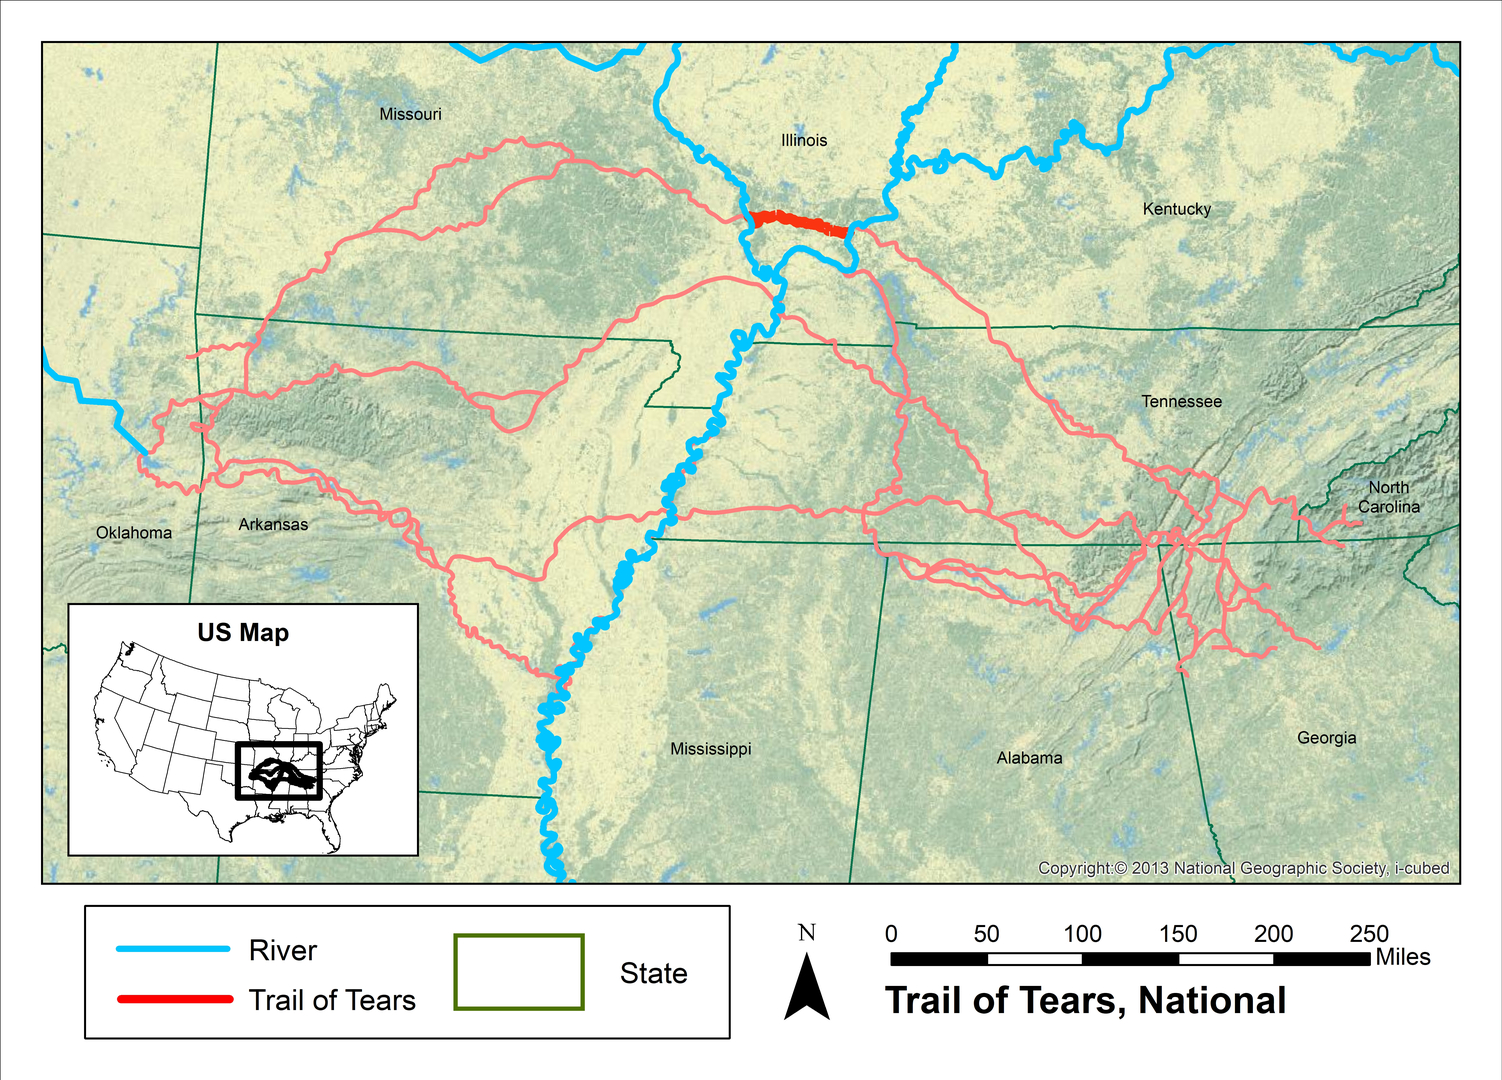 Missouri
Illinois
Kentucky
Tennessee
North
Carolina
Oklahoma
Arkansas
US Map
Mississippi
Alabama
Georgia
Copyright:© 2013 National Geographic Society, i-cubed
River
Trail of Tears
State
N
0 50 100 150 200 250
Miles
Trail of Tears, National